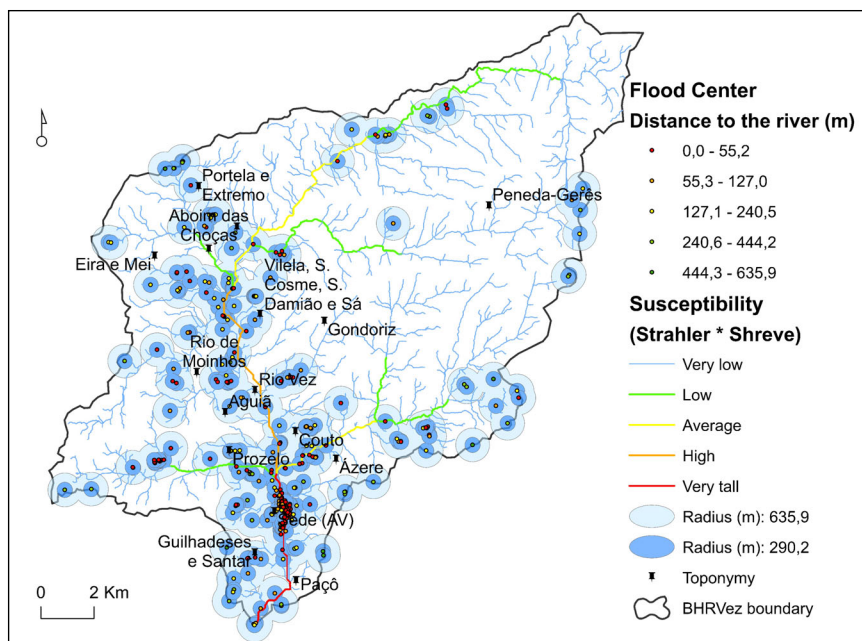 Flood Center
Distance to the river (m)
0,0 - 55,2
55,3 - 127,0
127,1 - 240,5
240,6 - 444,2
444,3 - 635,9
Susceptibility
(Strahler * Shreve)
Very low
Low
Average
High
Very tall
Radius (m): 635,9
Radius (m): 290,2
Toponymy
BHRVez boundary
Portela e
Extremo
Aboim das
Choças
Eira e Mei
Peneda-Gerês
Vilela, S.
Cosme, S.
Damião e Sá
Gondoriz
Rio de
Moinhos
Rio Vez
Aguiã
Couto
Prozelo
Ázere
Sede (AV)
Guilhadeses
e Santar
Paçô
0 2 Km